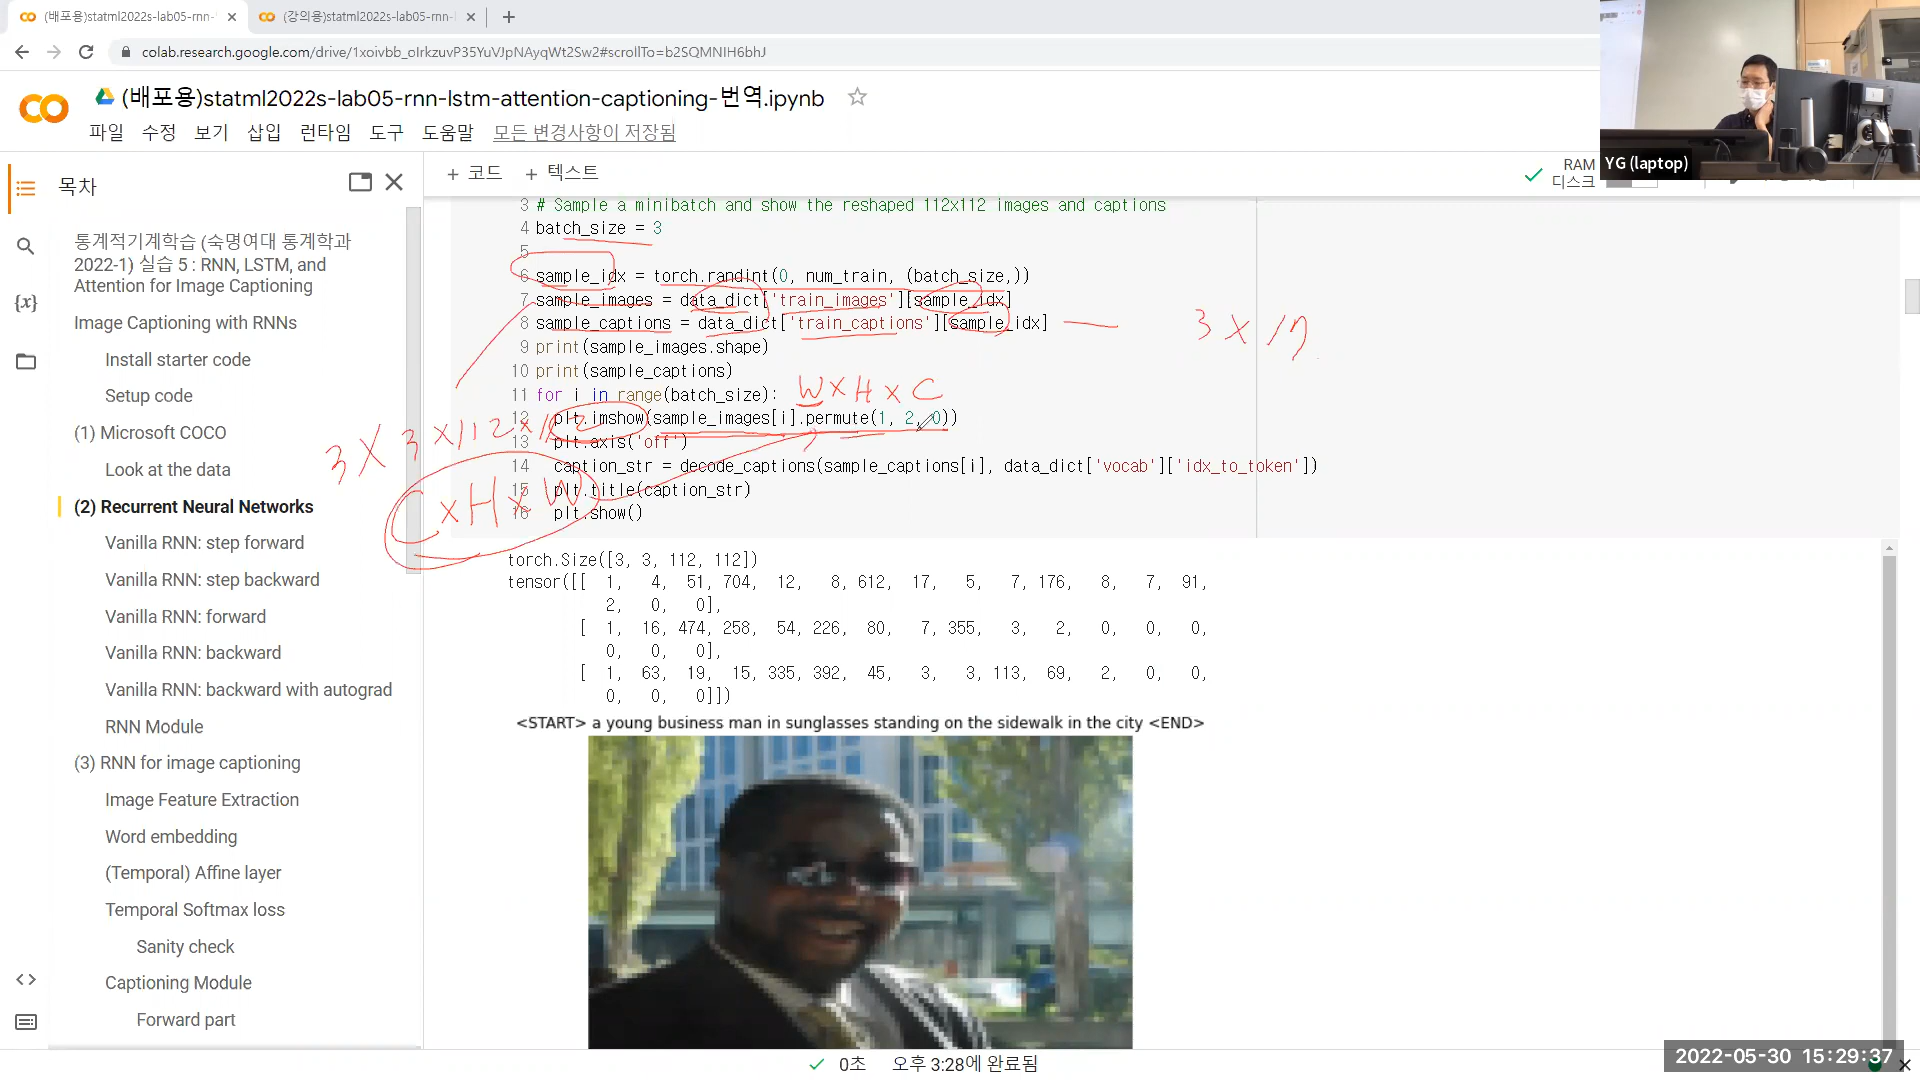 (배포용)statml2022s-lab05-rnn-
(강의용)statml2022s-lab05-rnn-l
colab.research.google.com/drive/1xoivbb_oIrkzuvP35YuVJpNAyqWt2Sw2#scrollTo=b2SQMNIH6bhJ
(배포용)statml2022s-lab05-rnn-lstm-attention-captioning-번역.ipynb
파일 수정 보기 삽입 런타임 도구 도움말 모든 변경사항이 저장됨
YG (laptop)
+ 코드 + 텍스트
RAM
디스크
목차
통계적기계학습 (숙명여대 통계학과
2022-1) 실습 5 : RNN, LSTM, and
Attention for Image Captioning
Image Captioning with RNNs
Install starter code
Setup code
(1) Microsoft COCO
Look at the data
(2) Recurrent Neural Networks
Vanilla RNN: step forward
Vanilla RNN: step backward
Vanilla RNN: forward
Vanilla RNN: backward
Vanilla RNN: backward with autograd
RNN Module
(3) RNN for image captioning
Image Feature Extraction
Word embedding
(Temporal) Affine layer
Temporal Softmax loss
Sanity check
Captioning Module
Forward part
3 # Sample a minibatch and show the reshaped 112x112 images and captions
4 batch_size = 3
5
6 sample_idx = torch.randint(0, num_train, (batch_size,))
7 sample_images = data_dict['train_images'][sample_idx]
8 sample_captions = data_dict['train_captions'][sample_idx]
3 X 17
9 print(sample_images.shape)
10 print(sample_captions)
11 for i in range(batch_size):
W X H X C
12 plt.imshow(sample_images[i].permute(1, 2, 0))
3 X 3 X 112 X 112
13 plt.axis('off')
14 caption_str = decode_captions(sample_captions[i], data_dict['vocab']['idx_to_token'])
15 plt.title(caption_str)
C X H X W
16 plt.show()
torch.Size([3, 3, 112, 112])
tensor([[ 1, 4, 51, 704, 12, 8, 612, 17, 5, 7, 176, 8, 7, 91,
2, 0, 0],
[ 1, 16, 474, 258, 54, 226, 80, 7, 355, 3, 2, 0, 0, 0,
0, 0, 0],
[ 1, 63, 19, 15, 335, 392, 45, 3, 3, 113, 69, 2, 0, 0,
0, 0, 0]])
<START> a young business man in sunglasses standing on the sidewalk in the city <END>
0초 오후 3:28에 완료됨
2022-05-30 15:29:37